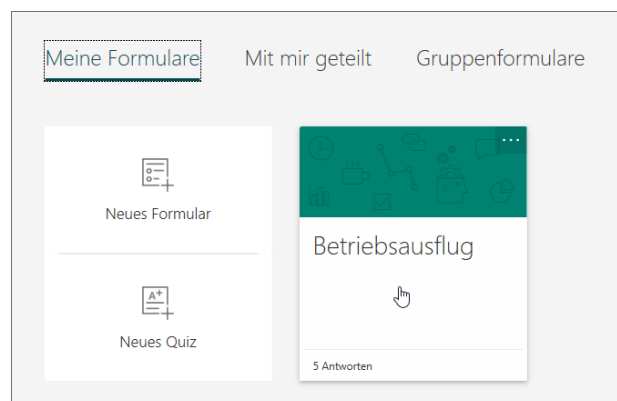 Meine Formulare
Mit mir geteilt
Gruppenformulare
Neues Formular
A+
Neues Quiz
Betriebsausflug
5 Antworten